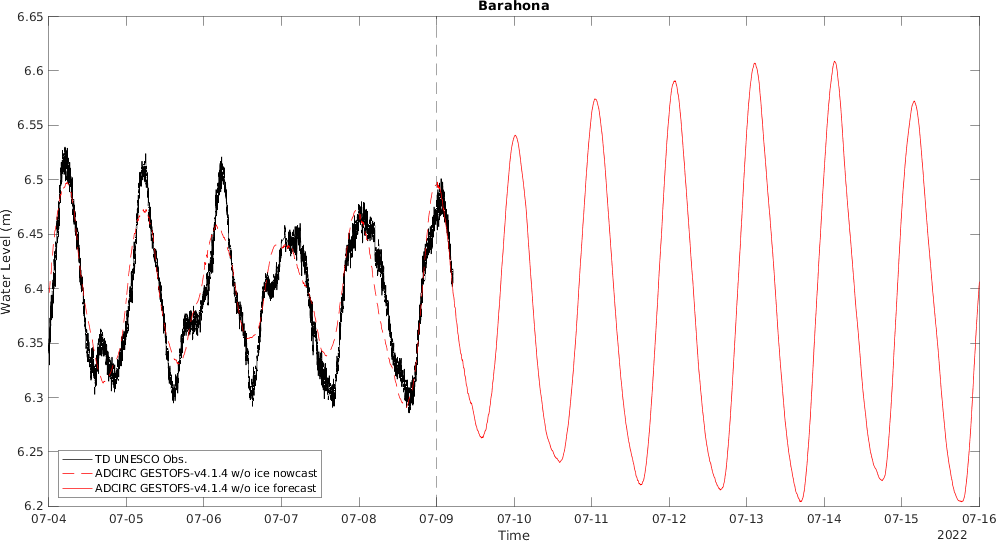 Barahona
6.65
6.6
6.55
6.5
6.45
6.4
6.35
6.3
6.25
6.2
Water Level (m)
TD UNESCO Obs.
ADCIRC GESTOFS-v4.1.4 w/o ice nowcast
ADCIRC GESTOFS-v4.1.4 w/o ice forecast
07-04 07-05 07-06 07-07 07-08 07-09 07-10 07-11 07-12 07-13 07-14 07-15 07-16
Time
2022